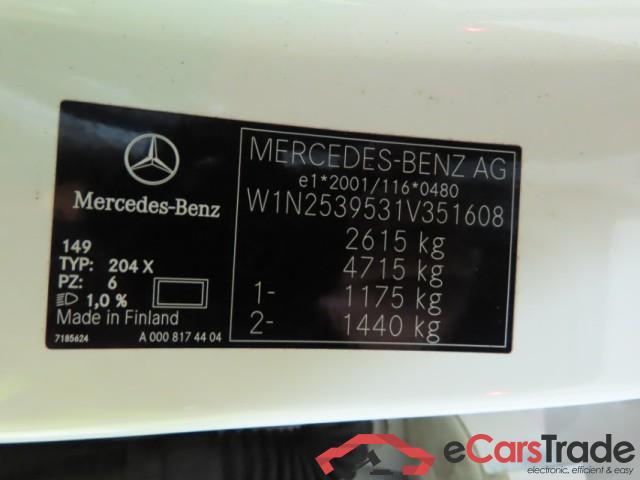 Mercedes-Benz
149
TYP: 204 X
PZ: 6
1,0 %
Made in Finland
7185624 A 000 817 44 04
MERCEDES-BENZ AG
e1*2001/116*0480
W1N2539531V351608
2615 kg
4715 kg
1- 1175 kg
2- 1440 kg
eCarsTrade
electronic, efficient & easy